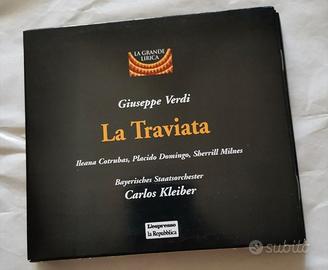 LA GRANDE
LIRICA
Giuseppe Verdi
La Traviata
Ileana Cotrubas, Placido Domingo, Sherrill Milnes
Bayerisches Staatsorchester
Carlos Kleiber
L'espresso
la Repubblica
subito